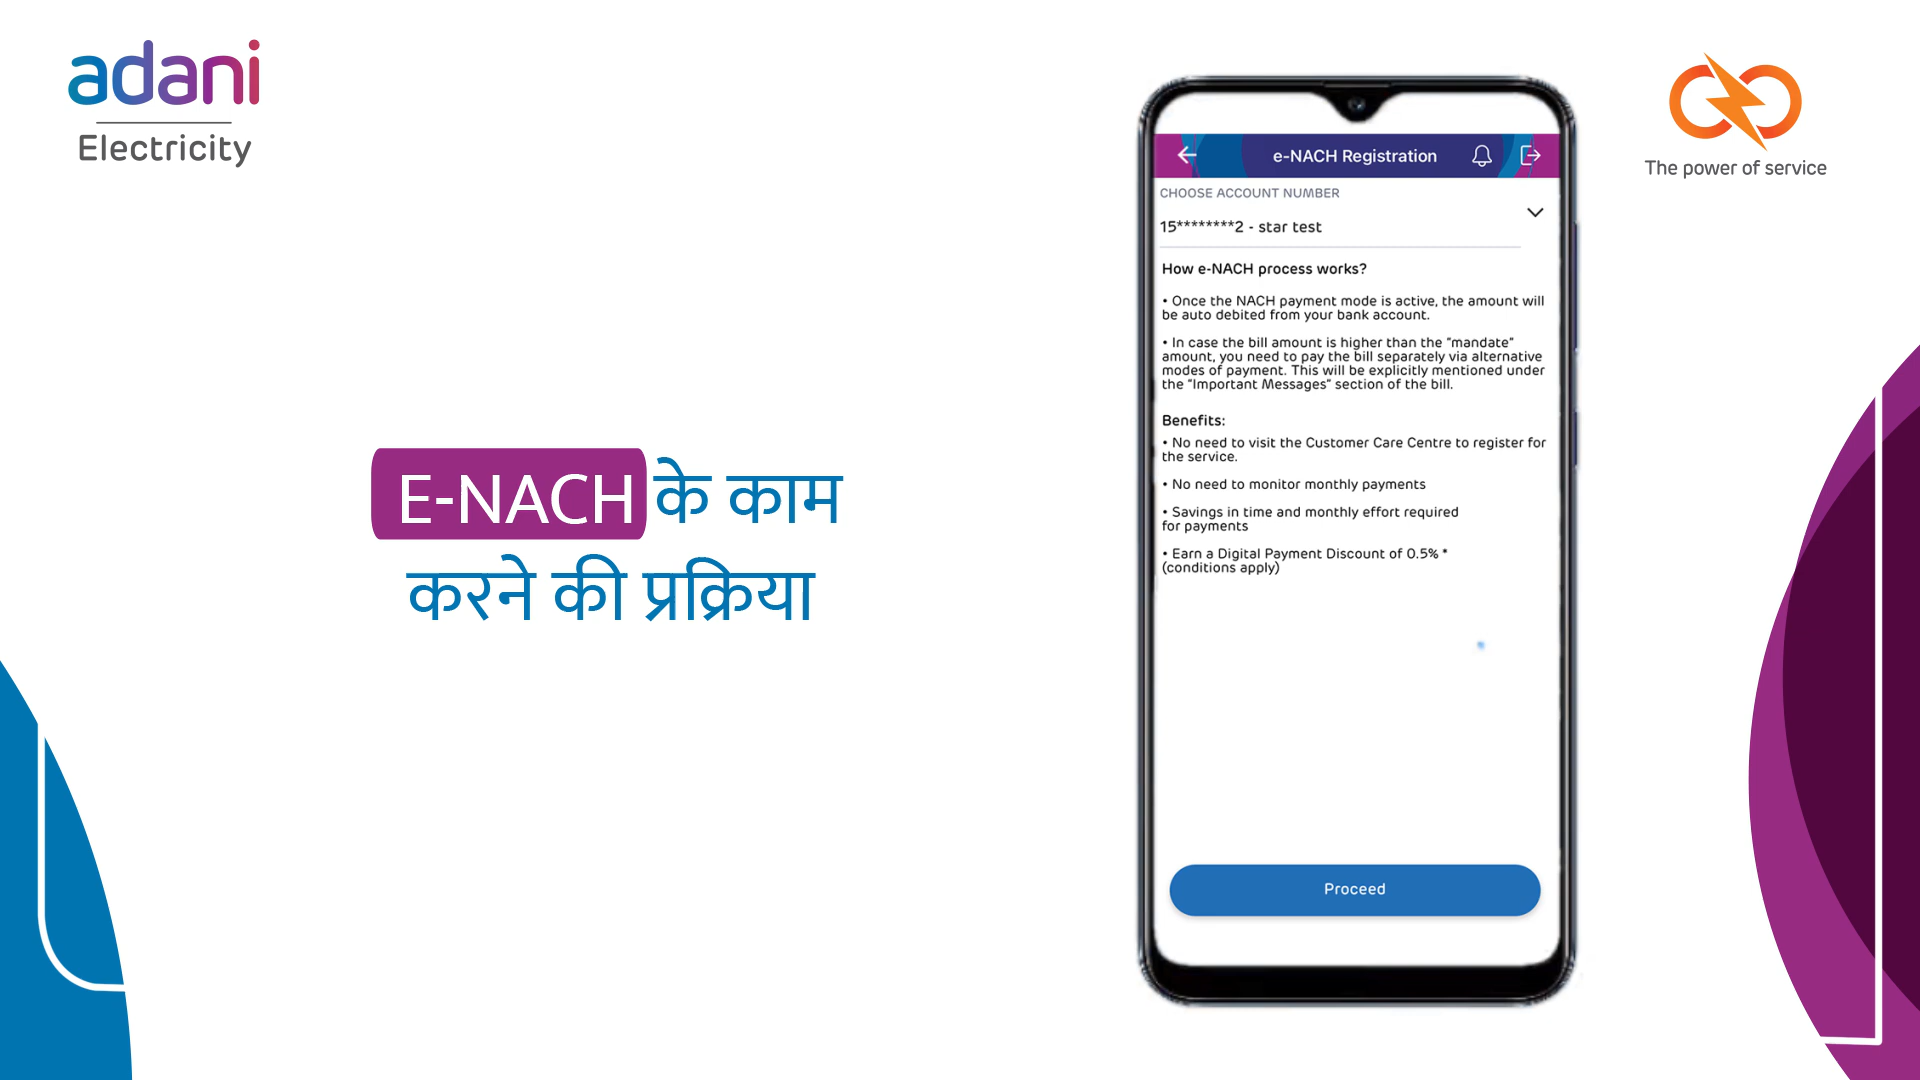 adani
Electricity
The power of service
E-NACH के काम
करने की प्रक्रिया
e-NACH Registration
CHOOSE ACCOUNT NUMBER
15********2 - star test
How e-NACH process works?
• Once the NACH payment mode is active, the amount will
be auto debited from your bank account.
• In case the bill amount is higher than the "mandate"
amount, you need to pay the bill separately via alternative
modes of payment. This will be explicitly mentioned under
the "Important Messages" section of the bill.
Benefits:
• No need to visit the Customer Care Centre to register for
the service.
• No need to monitor monthly payments
• Savings in time and monthly effort required
for payments
• Earn a Digital Payment Discount of 0.5% *
(conditions apply)
Proceed